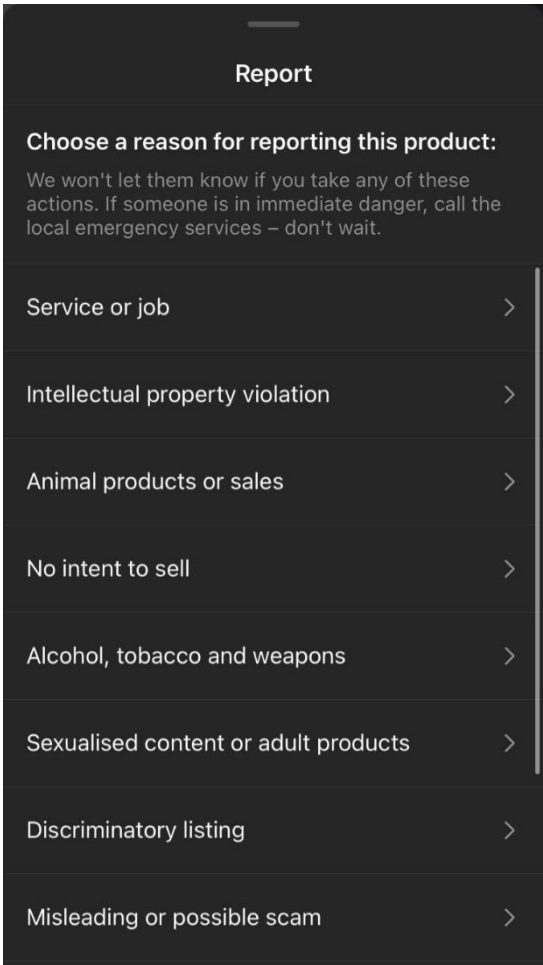 Report
Choose a reason for reporting this product:
We won't let them know if you take any of these
actions. If someone is in immediate danger, call the
local emergency services – don't wait.
Service or job
Intellectual property violation
Animal products or sales
No intent to sell
Alcohol, tobacco and weapons
Sexualised content or adult products
Discriminatory listing
Misleading or possible scam